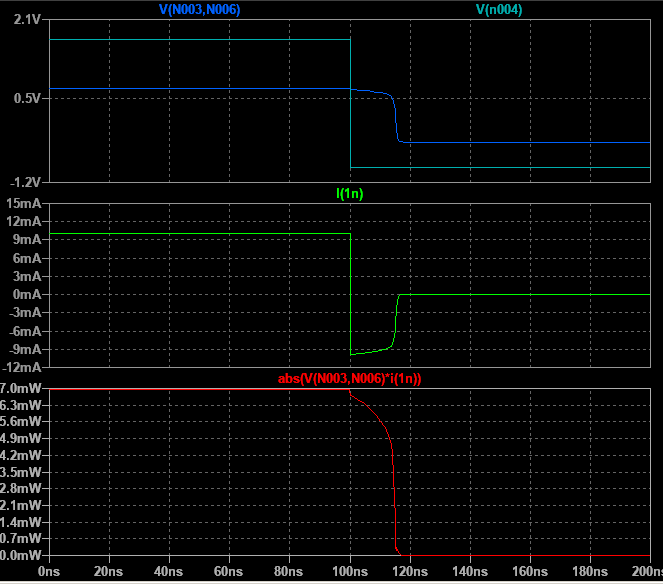 V(N003,N006) V(n004)
2.1V
0.5V
-1.2V
I(1n)
15mA
12mA
9mA
6mA
3mA
0mA
-3mA
-6mA
-9mA
-12mA
abs(V(N003,N006)*i(1n))
7.0mW
6.3mW
5.6mW
4.9mW
4.2mW
3.5mW
2.8mW
2.1mW
1.4mW
0.7mW
0.0mW
0ns 20ns 40ns 60ns 80ns 100ns 120ns 140ns 160ns 180ns 200ns